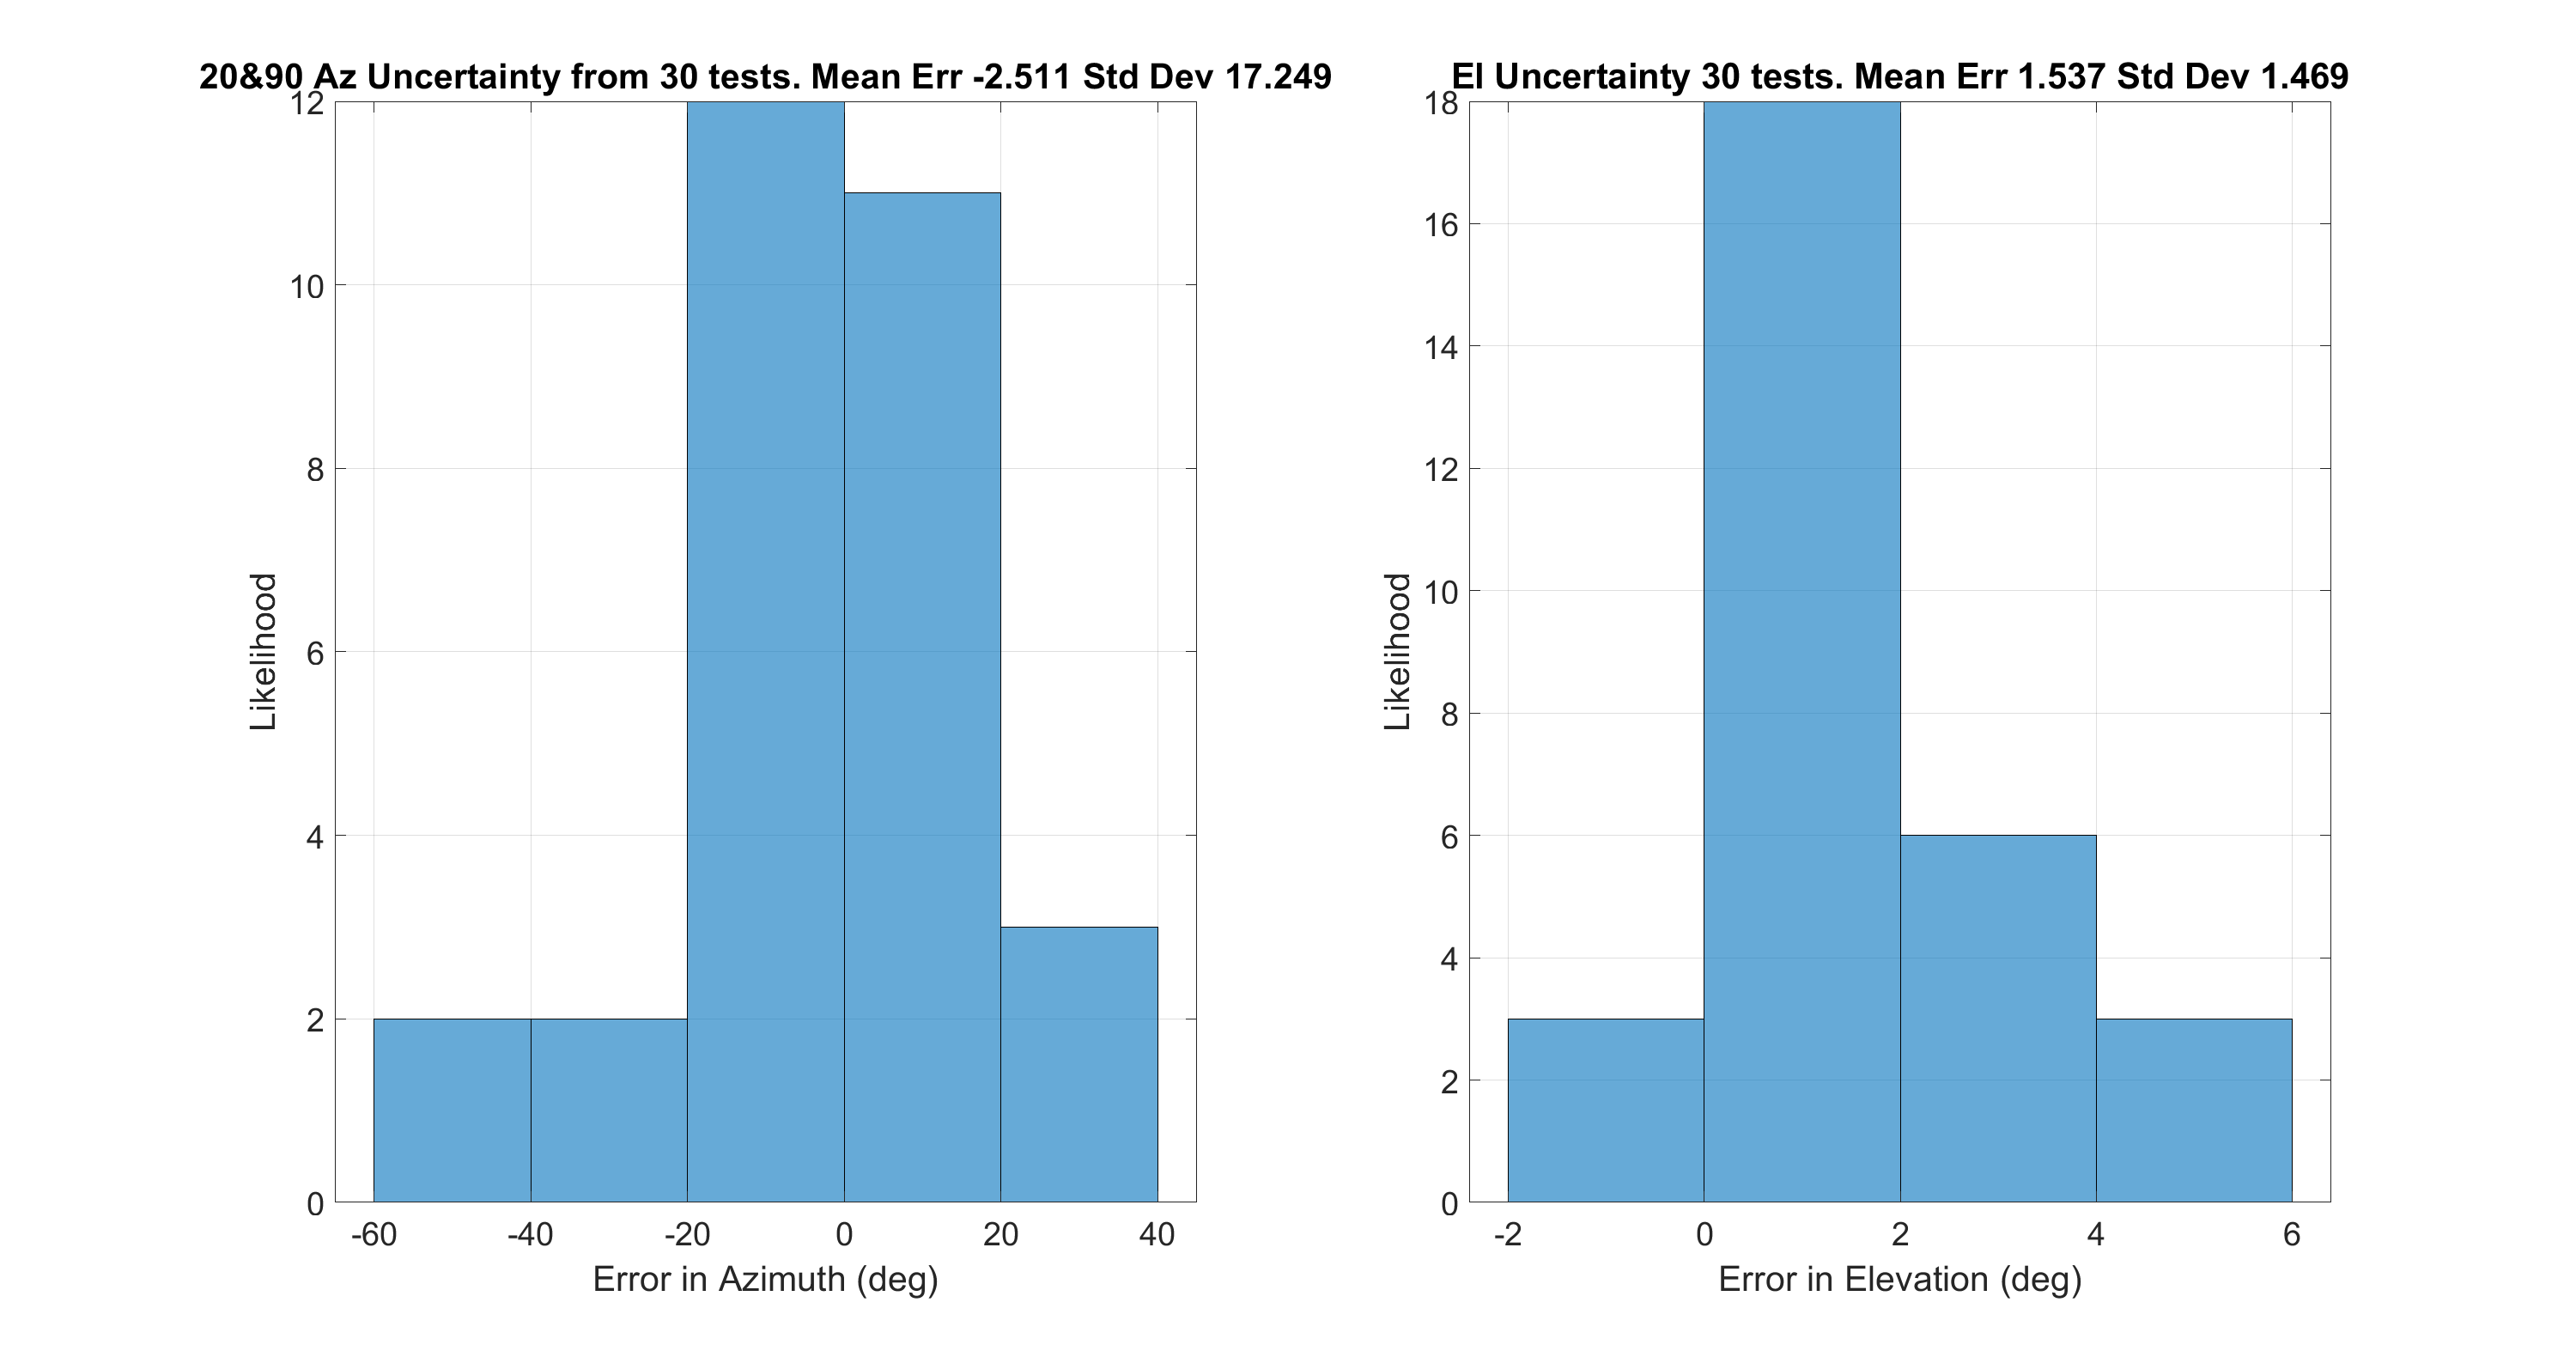 20&90 Az Uncertainty from 30 tests. Mean Err -2.511 Std Dev 17.249
12
10
8
6
4
2
0
Likelihood
-60 -40 -20 0 20 40
Error in Azimuth (deg)
El Uncertainty 30 tests. Mean Err 1.537 Std Dev 1.469
18
16
14
12
10
8
6
4
2
0
Likelihood
-2 0 2 4 6
Error in Elevation (deg)